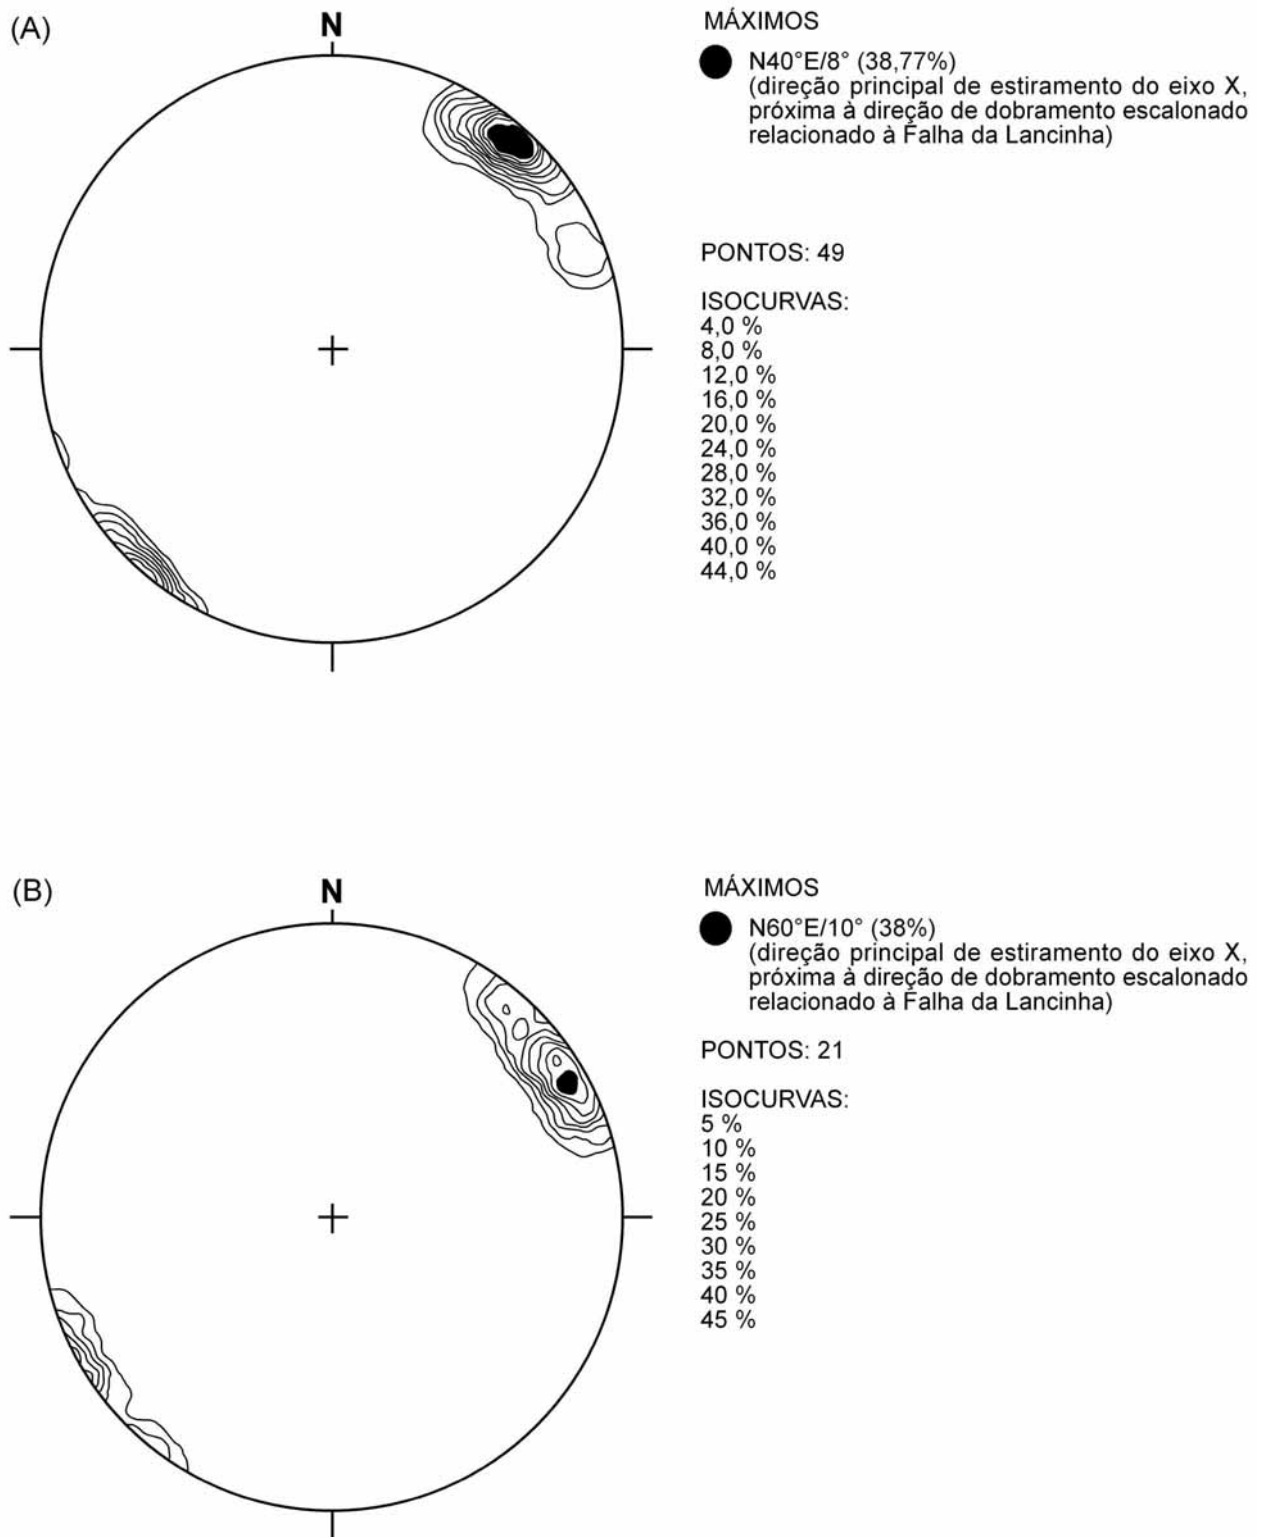 (A)
N
MÁXIMOS
N40°E/8° (38,77%)
(direção principal de estiramento do eixo X,
próxima à direção de dobramento escalonado
relacionado à Falha da Lancinha)
PONTOS: 49
ISOCURVAS:
4,0 %
8,0 %
12,0 %
16,0 %
20,0 %
24,0 %
28,0 %
32,0 %
36,0 %
40,0 %
44,0 %
(B)
N
MÁXIMOS
N60°E/10° (38%)
(direção principal de estiramento do eixo X,
próxima à direção de dobramento escalonado
relacionado à Falha da Lancinha)
PONTOS: 21
ISOCURVAS:
5 %
10 %
15 %
20 %
25 %
30 %
35 %
40 %
45 %